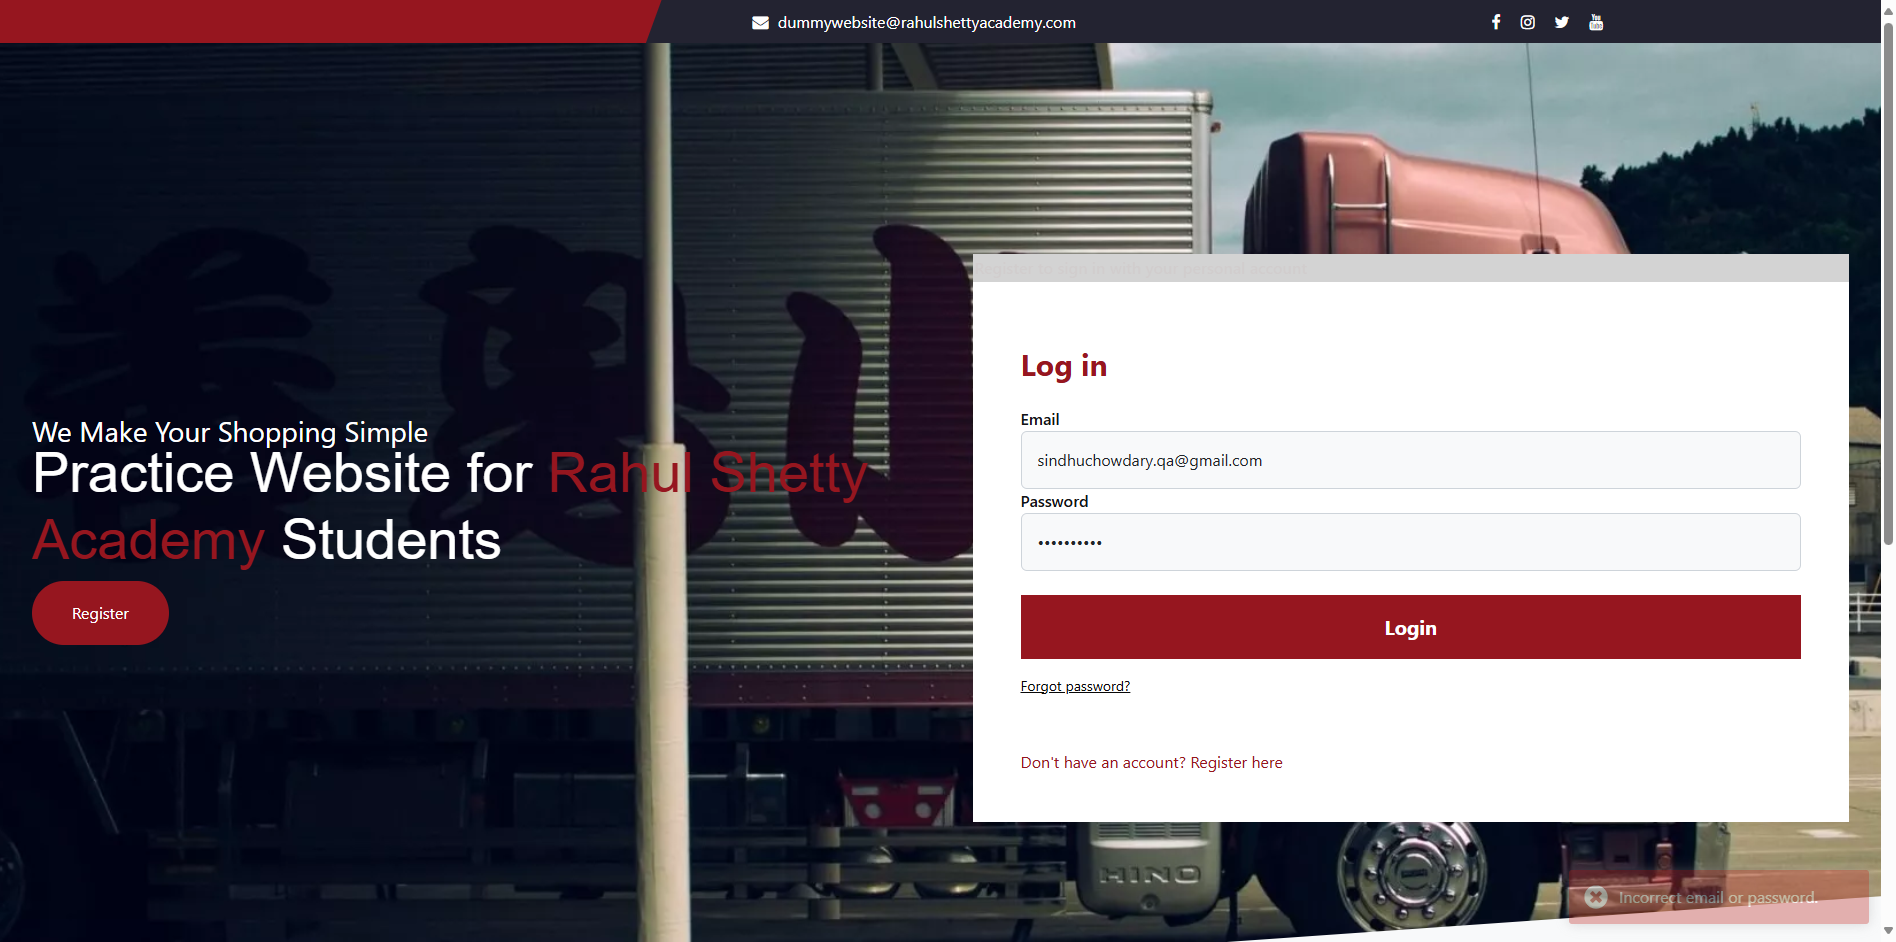 dummywebsite@rahulshettyacademy.com
We Make Your Shopping Simple
Practice Website for Rahul Shetty
Academy Students
Register
Register to sign in with your personal account
Log in
Email
sindhuchowdary.qa@gmail.com
Password
••••••••••
Login
Forgot password?
Don't have an account? Register here
HINO
Incorrect email or password.